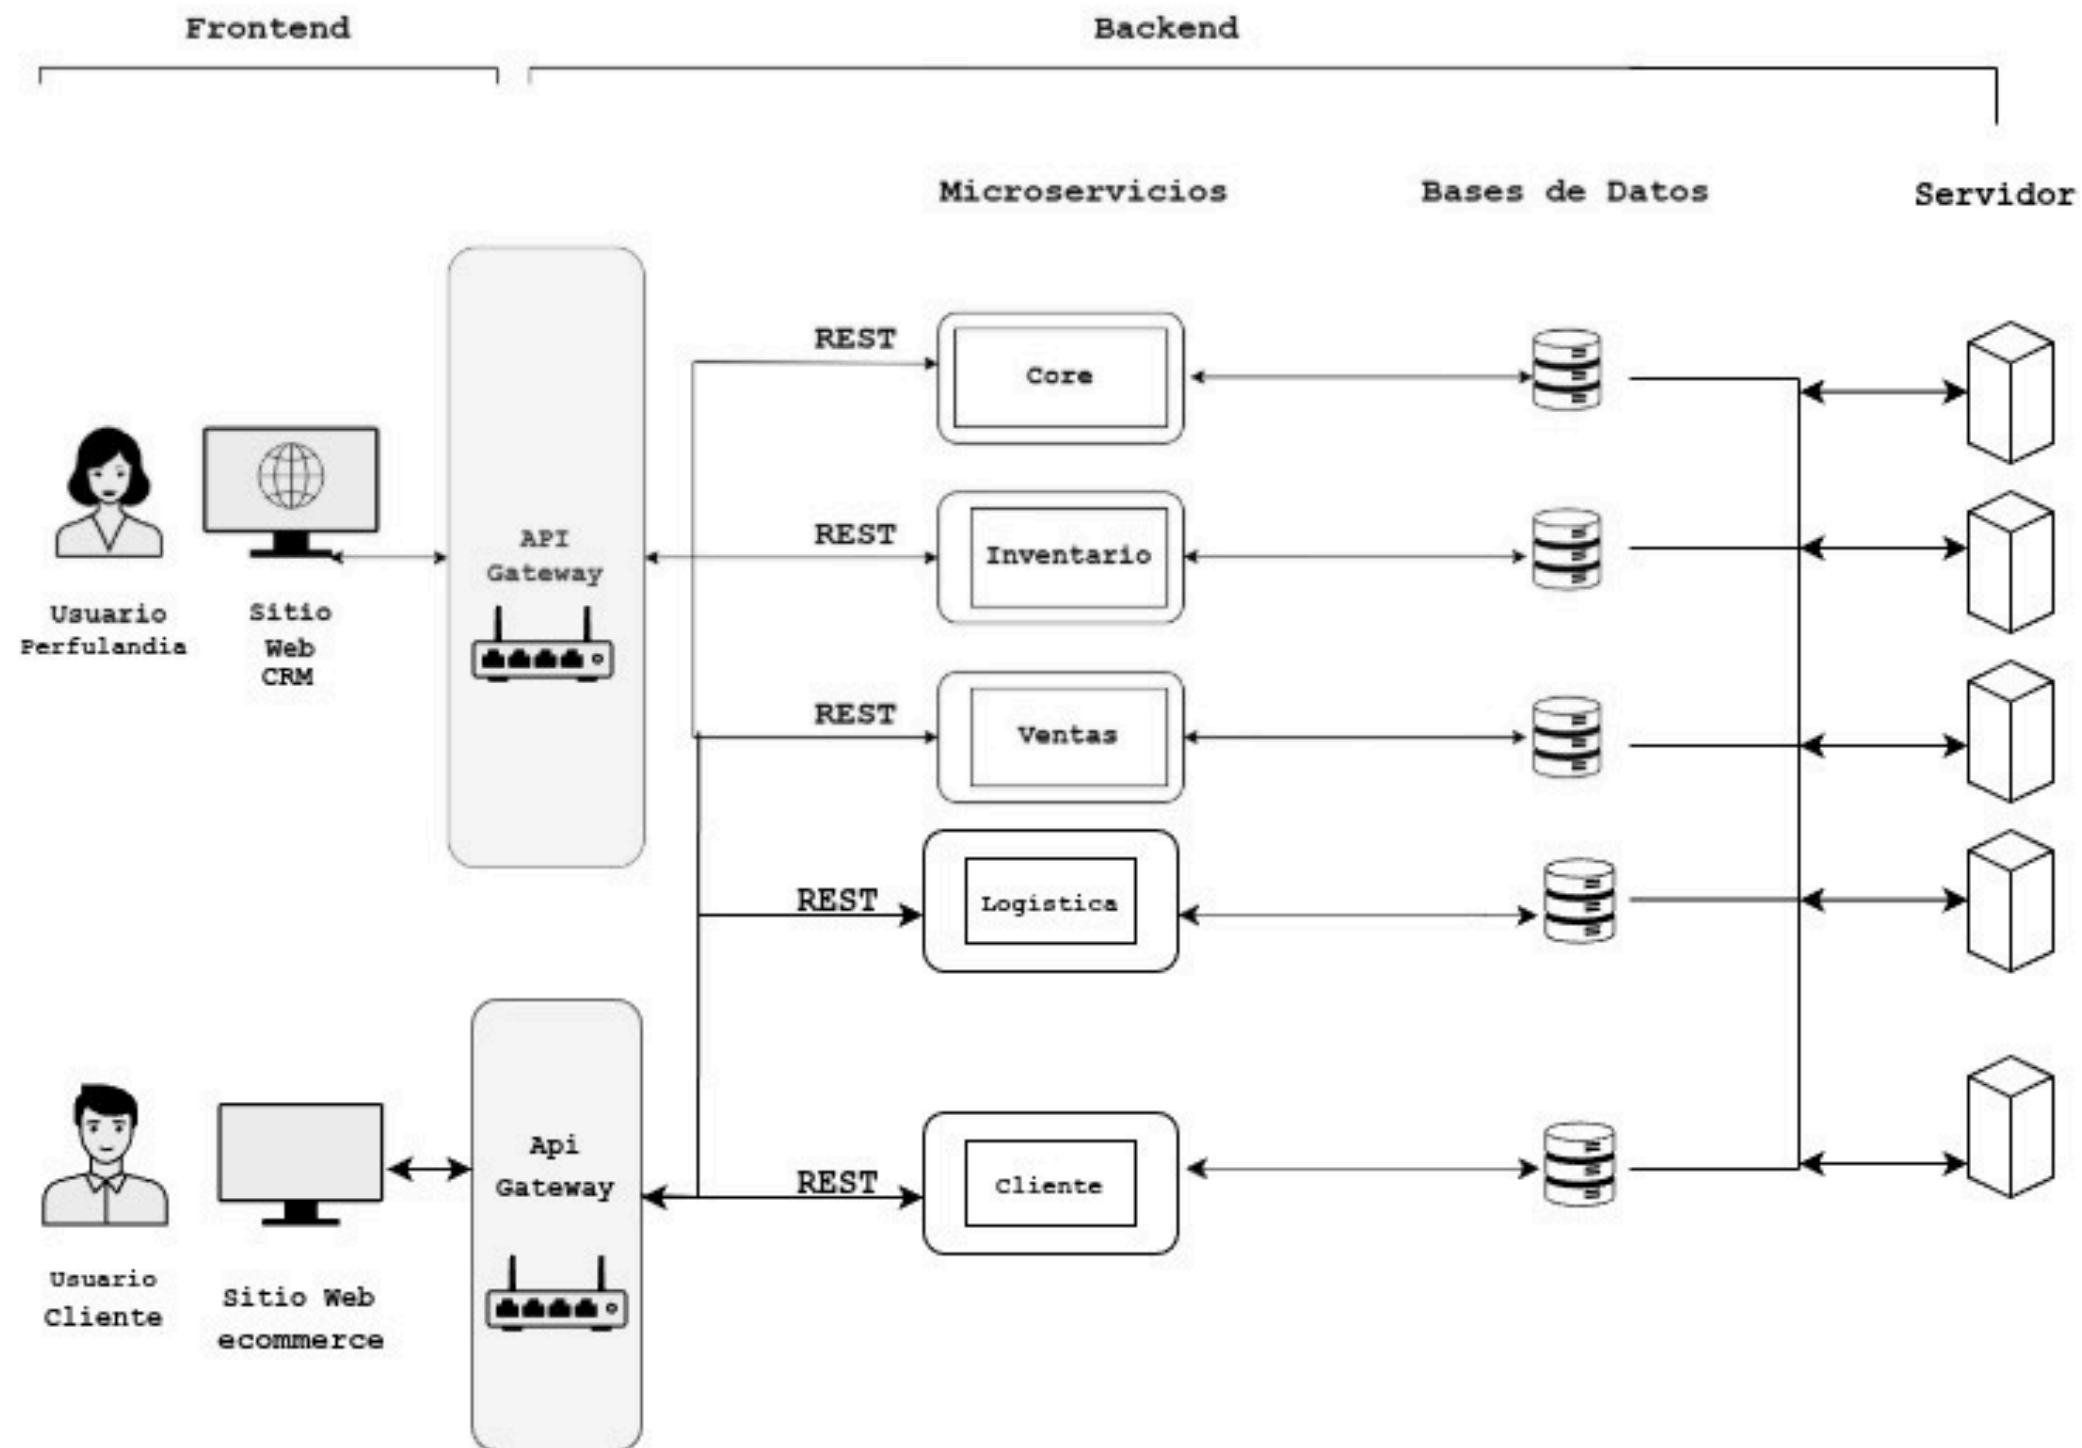 Frontend
Backend
Microservicios
Bases de Datos
Servidor
REST
Core
API
Gateway
REST
Inventario
Usuario
Perfulandia
Sitio
Web
CRM
REST
Ventas
REST
Logistica
Api
Gateway
REST
Cliente
Usuario
Cliente
Sitio Web
ecommerce